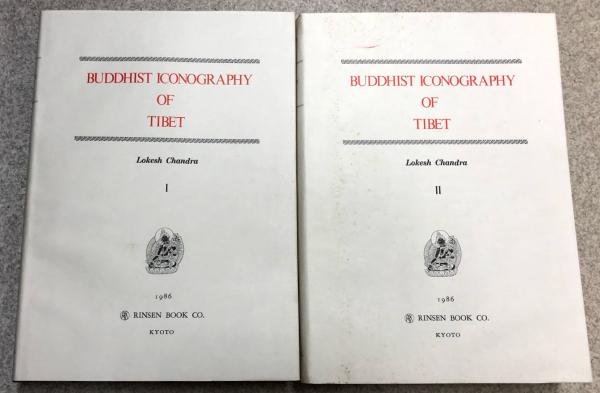 BUDDHIST ICONOGRAPHY
OF
TIBET
Lokesh Chandra
I
1986
RINSEN BOOK CO.
KYOTO
BUDDHIST ICONOGRAPHY
OF
TIBET
Lokesh Chandra
II
1986
RINSEN BOOK CO.
KYOTO